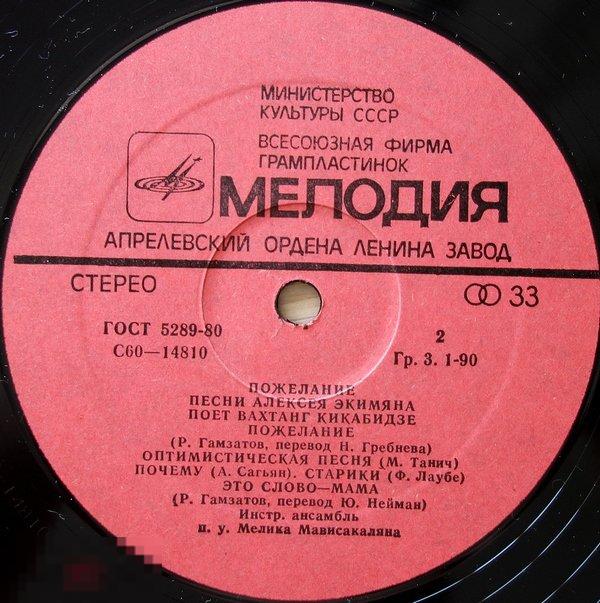 МИНИСТЕРСТВО
КУЛЬТУРЫ СССР
ВСЕСОЮЗНАЯ ФИРМА
ГРАМПЛАСТИНОК
МЕЛОДИЯ
АПРЕЛЕВСКИЙ ОРДЕНА ЛЕНИНА ЗАВОД
СТЕРЕО 33
ГОСТ 5289-80 2
С60—14810 Гр. 3. 1-90
ПОЖЕЛАНИЕ
ПЕСНИ АЛЕКСЕЯ ЭКИМЯНА
ПОЕТ ВАХТАНГ КИКАБИДЗЕ
ПОЖЕЛАНИЕ
(Р. Гамзатов, перевод Н. Гребнева)
ОПТИМИСТИЧЕСКАЯ ПЕСНЯ (М. Танич)
ПОЧЕМУ (А. Сагьян). СТАРИКИ (Ф. Лаубе)
ЭТО СЛОВО—МАМА
(Р. Гамзатов, перевод Ю. Нейман)
Инстр. ансамбль
п. у. Мелика Мависакаляна